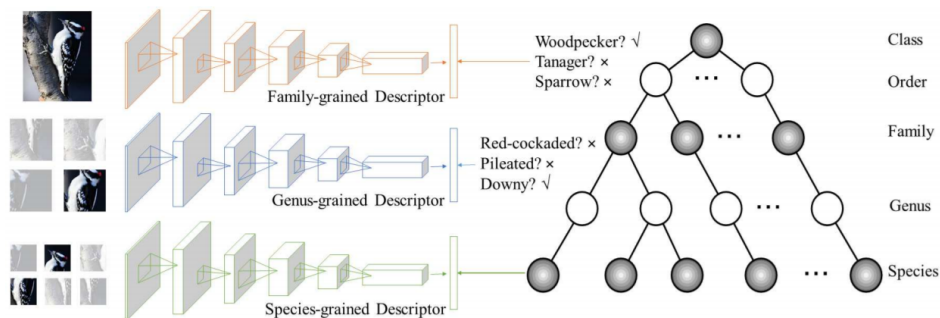 Woodpecker? √
Tanager? ×
Sparrow? ×
Family-grained Descriptor
Red-cockaded? ×
Pileated? ×
Downy? √
Genus-grained Descriptor
Species-grained Descriptor
Class
Order
...
Family
...
Genus
...
Species
...